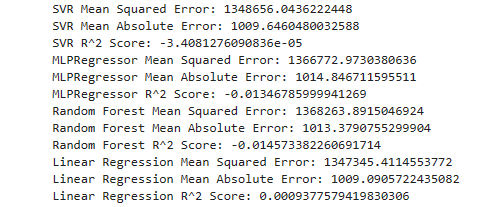 SVR Mean Squared Error: 1348656.0436222448
SVR Mean Absolute Error: 1009.6460480032588
SVR R^2 Score: -3.4081276090836e-05
MLPRegressor Mean Squared Error: 1366772.9730380636
MLPRegressor Mean Absolute Error: 1014.846711595511
MLPRegressor R^2 Score: -0.01346785999941269
Random Forest Mean Squared Error: 1368263.8915046924
Random Forest Mean Absolute Error: 1013.3790755299904
Random Forest R^2 Score: -0.014573382260691714
Linear Regression Mean Squared Error: 1347345.4114553772
Linear Regression Mean Absolute Error: 1009.0905722435082
Linear Regression R^2 Score: 0.0009377579419830306